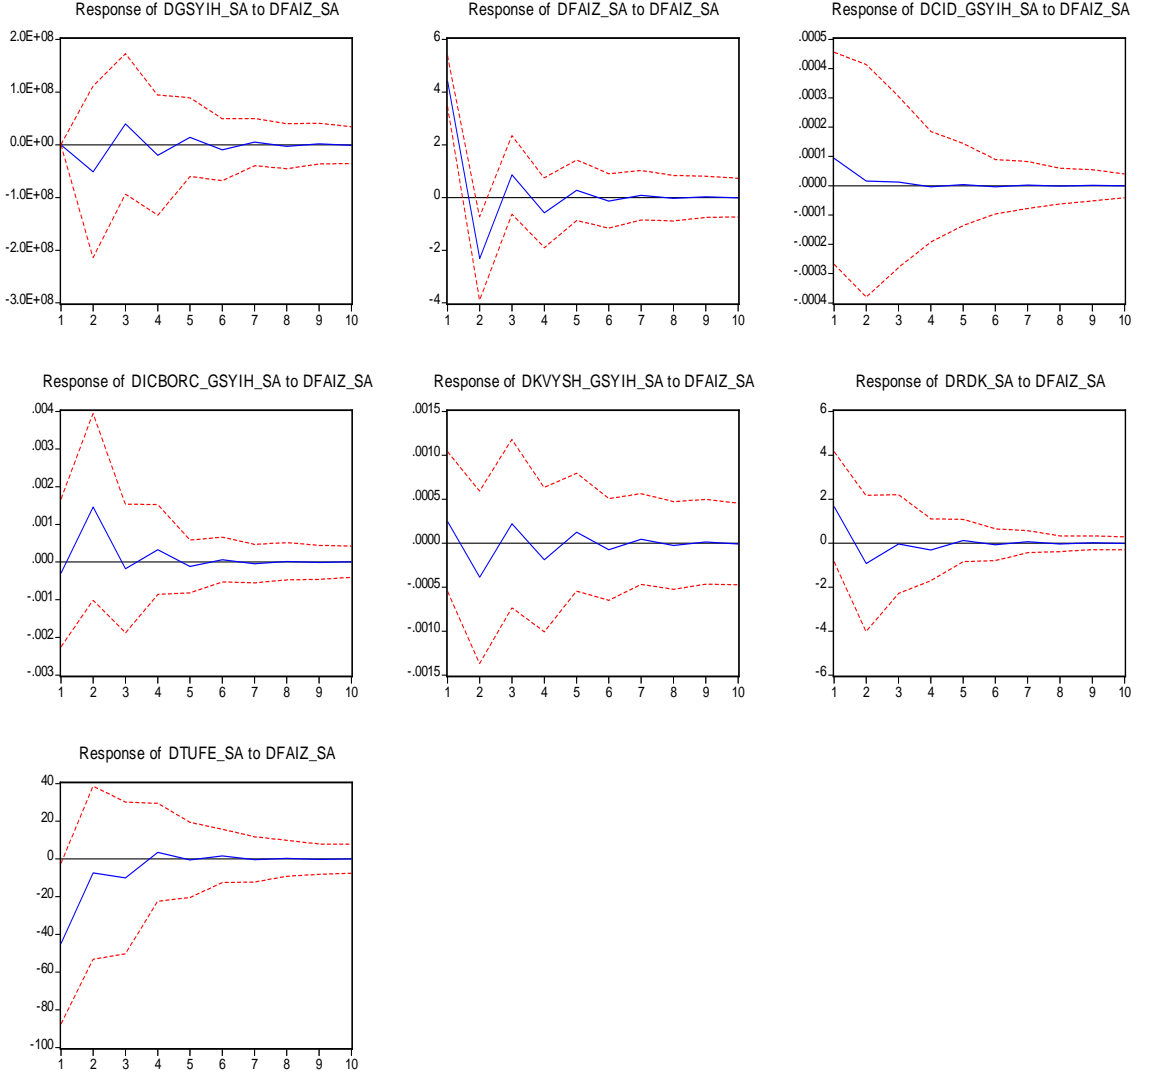 Response of DGSYIH_SA to DFAIZ_SA
2.0E+08
1.0E+08
0.0E+00
-1.0E+08
-2.0E+08
-3.0E+08
1 2 3 4 5 6 7 8 9 10
Response of DFAIZ_SA to DFAIZ_SA
6
4
2
0
-2
-4
1 2 3 4 5 6 7 8 9 10
Response of DCID_GSYIH_SA to DFAIZ_SA
.0005
.0004
.0003
.0002
.0001
.0000
-.0001
-.0002
-.0003
-.0004
1 2 3 4 5 6 7 8 9 10
Response of DICBORC_GSYIH_SA to DFAIZ_SA
.004
.003
.002
.001
.000
-.001
-.002
-.003
1 2 3 4 5 6 7 8 9 10
Response of DKVYSH_GSYIH_SA to DFAIZ_SA
.0015
.0010
.0005
.0000
-.0005
-.0010
-.0015
1 2 3 4 5 6 7 8 9 10
Response of DRDK_SA to DFAIZ_SA
6
4
2
0
-2
-4
-6
1 2 3 4 5 6 7 8 9 10
Response of DTUFE_SA to DFAIZ_SA
40
20
0
-20
-40
-60
-80
-100
1 2 3 4 5 6 7 8 9 10